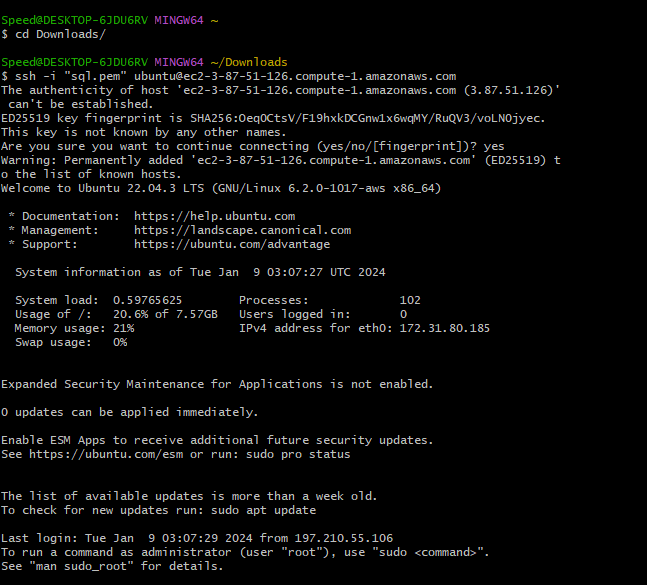 Speed@DESKTOP-6JDU6RV MINGW64 ~
$ cd Downloads/
Speed@DESKTOP-6JDU6RV MINGW64 ~/Downloads
$ ssh -i "sql.pem" ubuntu@ec2-3-87-51-126.compute-1.amazonaws.com
The authenticity of host 'ec2-3-87-51-126.compute-1.amazonaws.com (3.87.51.126)'
 can't be established.
ED25519 key fingerprint is SHA256:OeqOCtsV/F19hxkDCGnw1x6wqMY/RuQV3/voLNOjyec.
This key is not known by any other names.
Are you sure you want to continue connecting (yes/no/[fingerprint])? yes
Warning: Permanently added 'ec2-3-87-51-126.compute-1.amazonaws.com' (ED25519) t
o the list of known hosts.
Welcome to Ubuntu 22.04.3 LTS (GNU/Linux 6.2.0-1017-aws x86_64)
 * Documentation:  https://help.ubuntu.com
 * Management:     https://landscape.canonical.com
 * Support:        https://ubuntu.com/advantage
  System information as of Tue Jan  9 03:07:27 UTC 2024
  System load:  0.59765625        Processes:             102
  Usage of /:   20.6% of 7.57GB   Users logged in:       0
  Memory usage: 21%               IPv4 address for eth0: 172.31.80.185
  Swap usage:   0%
Expanded Security Maintenance for Applications is not enabled.
0 updates can be applied immediately.
Enable ESM Apps to receive additional future security updates.
See https://ubuntu.com/esm or run: sudo pro status
The list of available updates is more than a week old.
To check for new updates run: sudo apt update
Last login: Tue Jan  9 03:07:29 2024 from 197.210.55.106
To run a command as administrator (user "root"), use "sudo <command>".
See "man sudo_root" for details.